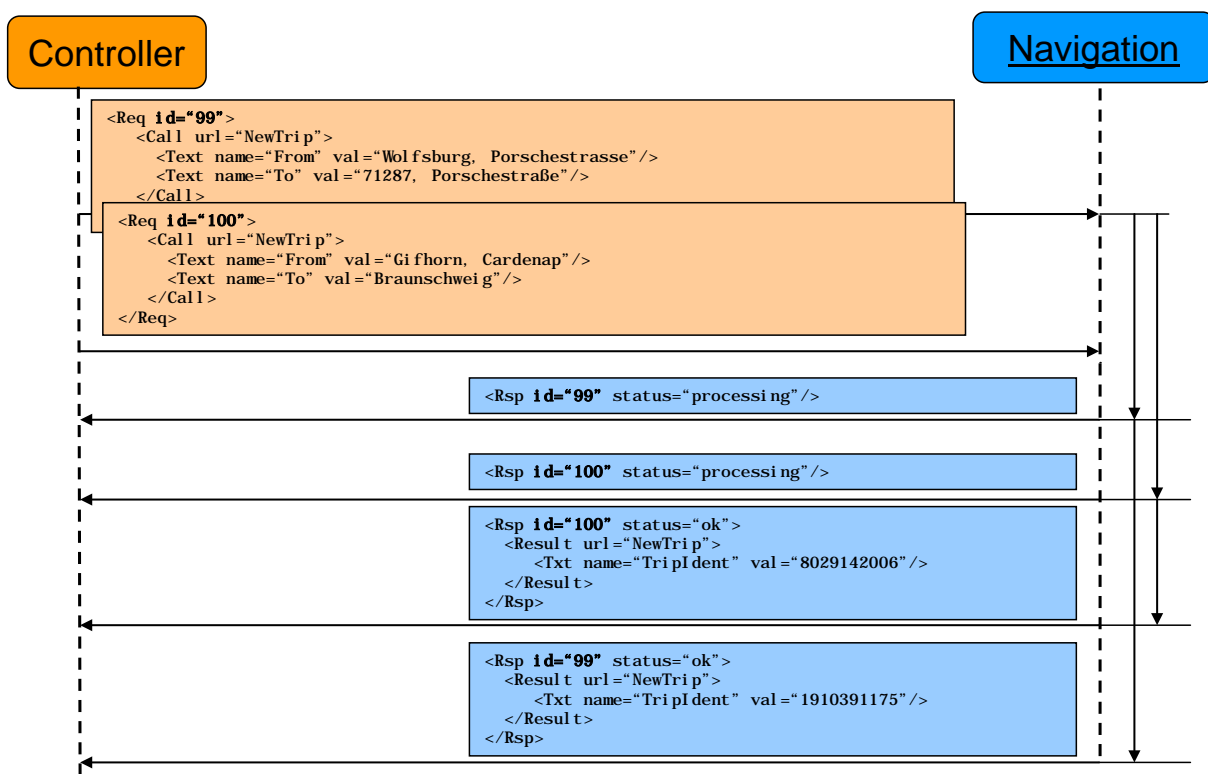 Controller
Navigation
<Req id=“99”>
<Call url=“NewTrip”>
<Text name=“From” val=“Wolfsburg, Porschestrasse”/>
<Text name=“To” val=“71287, Porschestraße”/>
</Call>
<Req id=“100”>
<Call url=“NewTrip”>
<Text name=“From” val=“Gifhorn, Cardenap”/>
<Text name=“To” val=“Braunschweig”/>
</Call>
</Req>
<Rsp id=“99” status=“processing”/>
<Rsp id=“100” status=“processing”/>
<Rsp id=“100” status=“ok”>
<Result url=“NewTrip”>
<Txt name=“TripIdent” val=“8029142006”/>
</Result>
</Rsp>
<Rsp id=“99” status=“ok”>
<Result url=“NewTrip”>
<Txt name=“TripIdent” val=“1910391175”/>
</Result>
</Rsp>